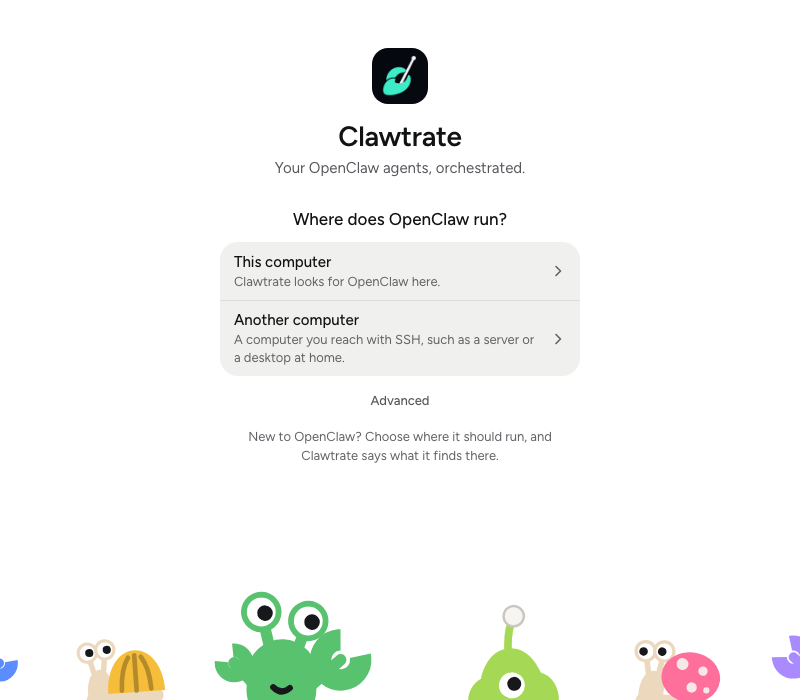 Clawtrate
Your OpenClaw agents, orchestrated.
Where does OpenClaw run?
This computer
Clawtrate looks for OpenClaw here.
Another computer
A computer you reach with SSH, such as a server or
a desktop at home.
Advanced
New to OpenClaw? Choose where it should run, and
Clawtrate says what it finds there.